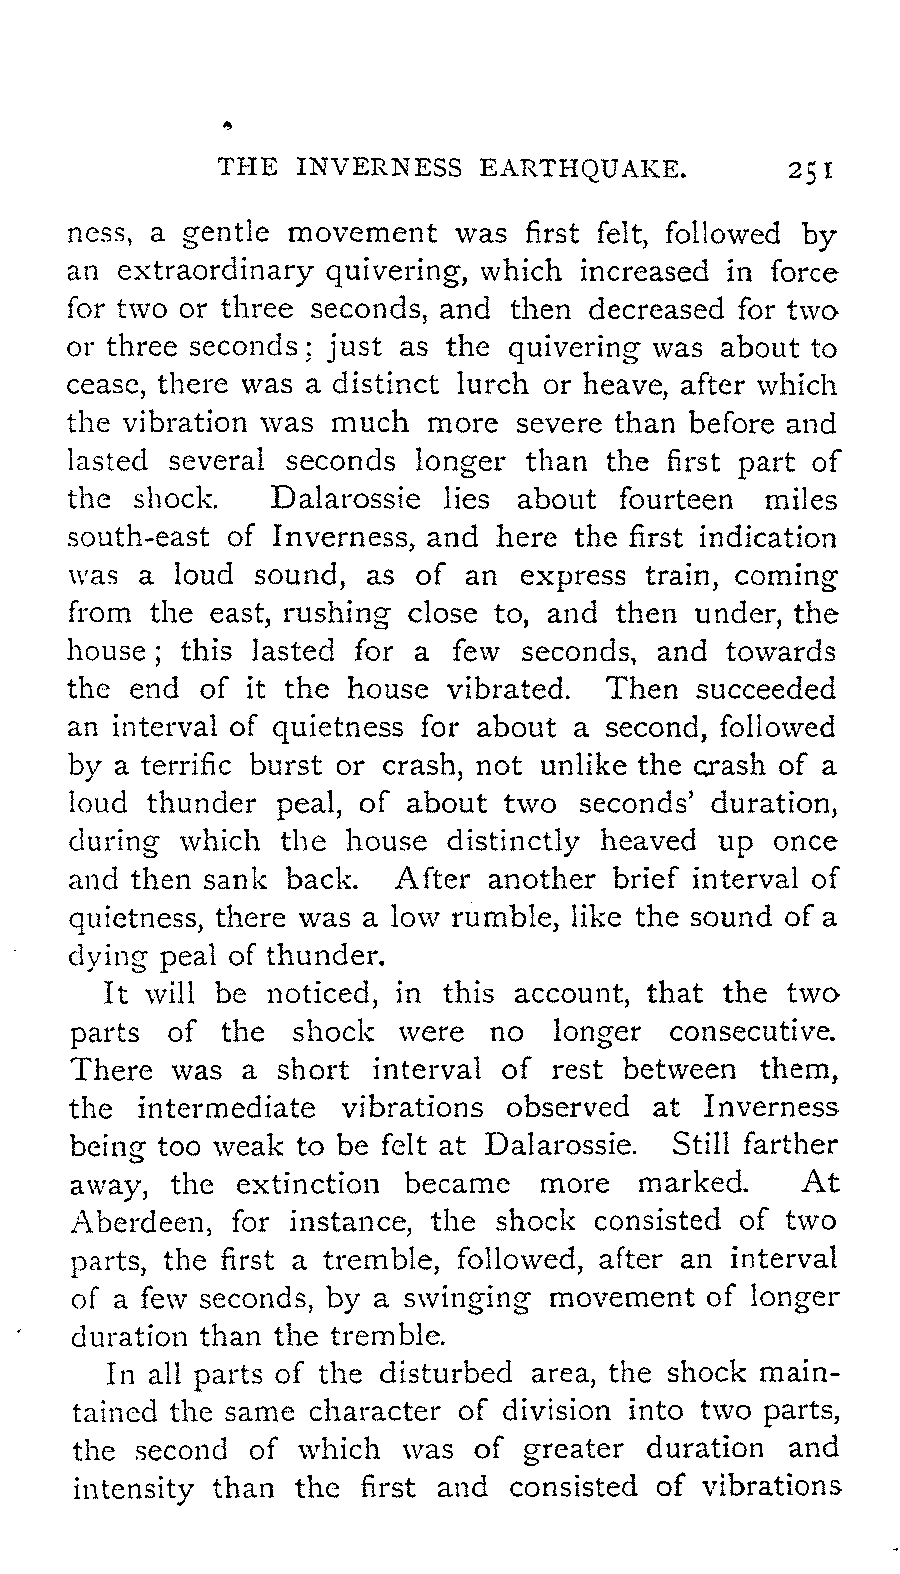 THE INVERNESS EARTHQUAKE. 251
ness, a gentle movement was first felt, followed by
an extraordinary quivering, which increased in force
for two or three seconds, and then decreased for two
or three seconds; just as the quivering was about to
cease, there was a distinct lurch or heave, after which
the vibration was much more severe than before and
lasted several seconds longer than the first part of
the shock. Dalarossie lies about fourteen miles
south-east of Inverness, and here the first indication
was a loud sound, as of an express train, coming
from the east, rushing close to, and then under, the
house; this lasted for a few seconds, and towards
the end of it the house vibrated. Then succeeded
an interval of quietness for about a second, followed
by a terrific burst or crash, not unlike the crash of a
loud thunder peal, of about two seconds' duration,
during which the house distinctly heaved up once
and then sank back. After another brief interval of
quietness, there was a low rumble, like the sound of a
dying peal of thunder.
It will be noticed, in this account, that the two
parts of the shock were no longer consecutive.
There was a short interval of rest between them,
the intermediate vibrations observed at Inverness
being too weak to be felt at Dalarossie. Still farther
away, the extinction became more marked. At
Aberdeen, for instance, the shock consisted of two
parts, the first a tremble, followed, after an interval
of a few seconds, by a swinging movement of longer
duration than the tremble.
In all parts of the disturbed area, the shock main-
tained the same character of division into two parts,
the second of which was of greater duration and
intensity than the first and consisted of vibrations